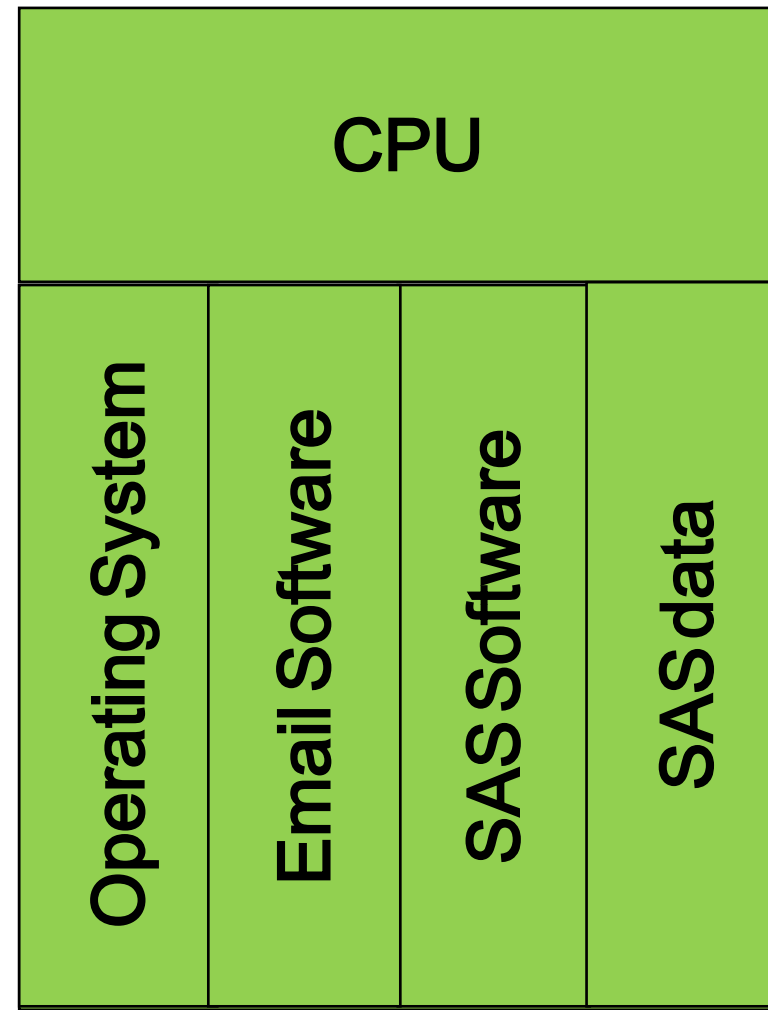 CPU
Operating System
Email Software
SAS Software
SAS data